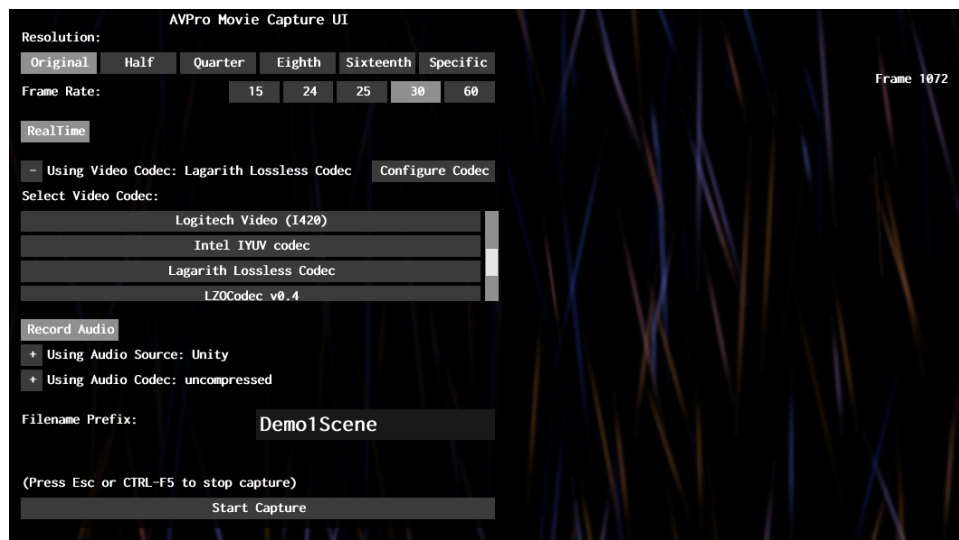 AVPro Movie Capture UI
Resolution:
Original Half Quarter Eighth Sixteenth Specific
Frame 1072
Frame Rate: 15 24 25 30 60
RealTime
- Using Video Codec: Lagarith Lossless Codec Configure Codec
Select Video Codec:
Logitech Video (I420)
Intel IYUV codec
Lagarith Lossless Codec
LZOCodec v0.4
Record Audio
+ Using Audio Source: Unity
+ Using Audio Codec: uncompressed
Filename Prefix: Demo1Scene
(Press Esc or CTRL-F5 to stop capture)
Start Capture